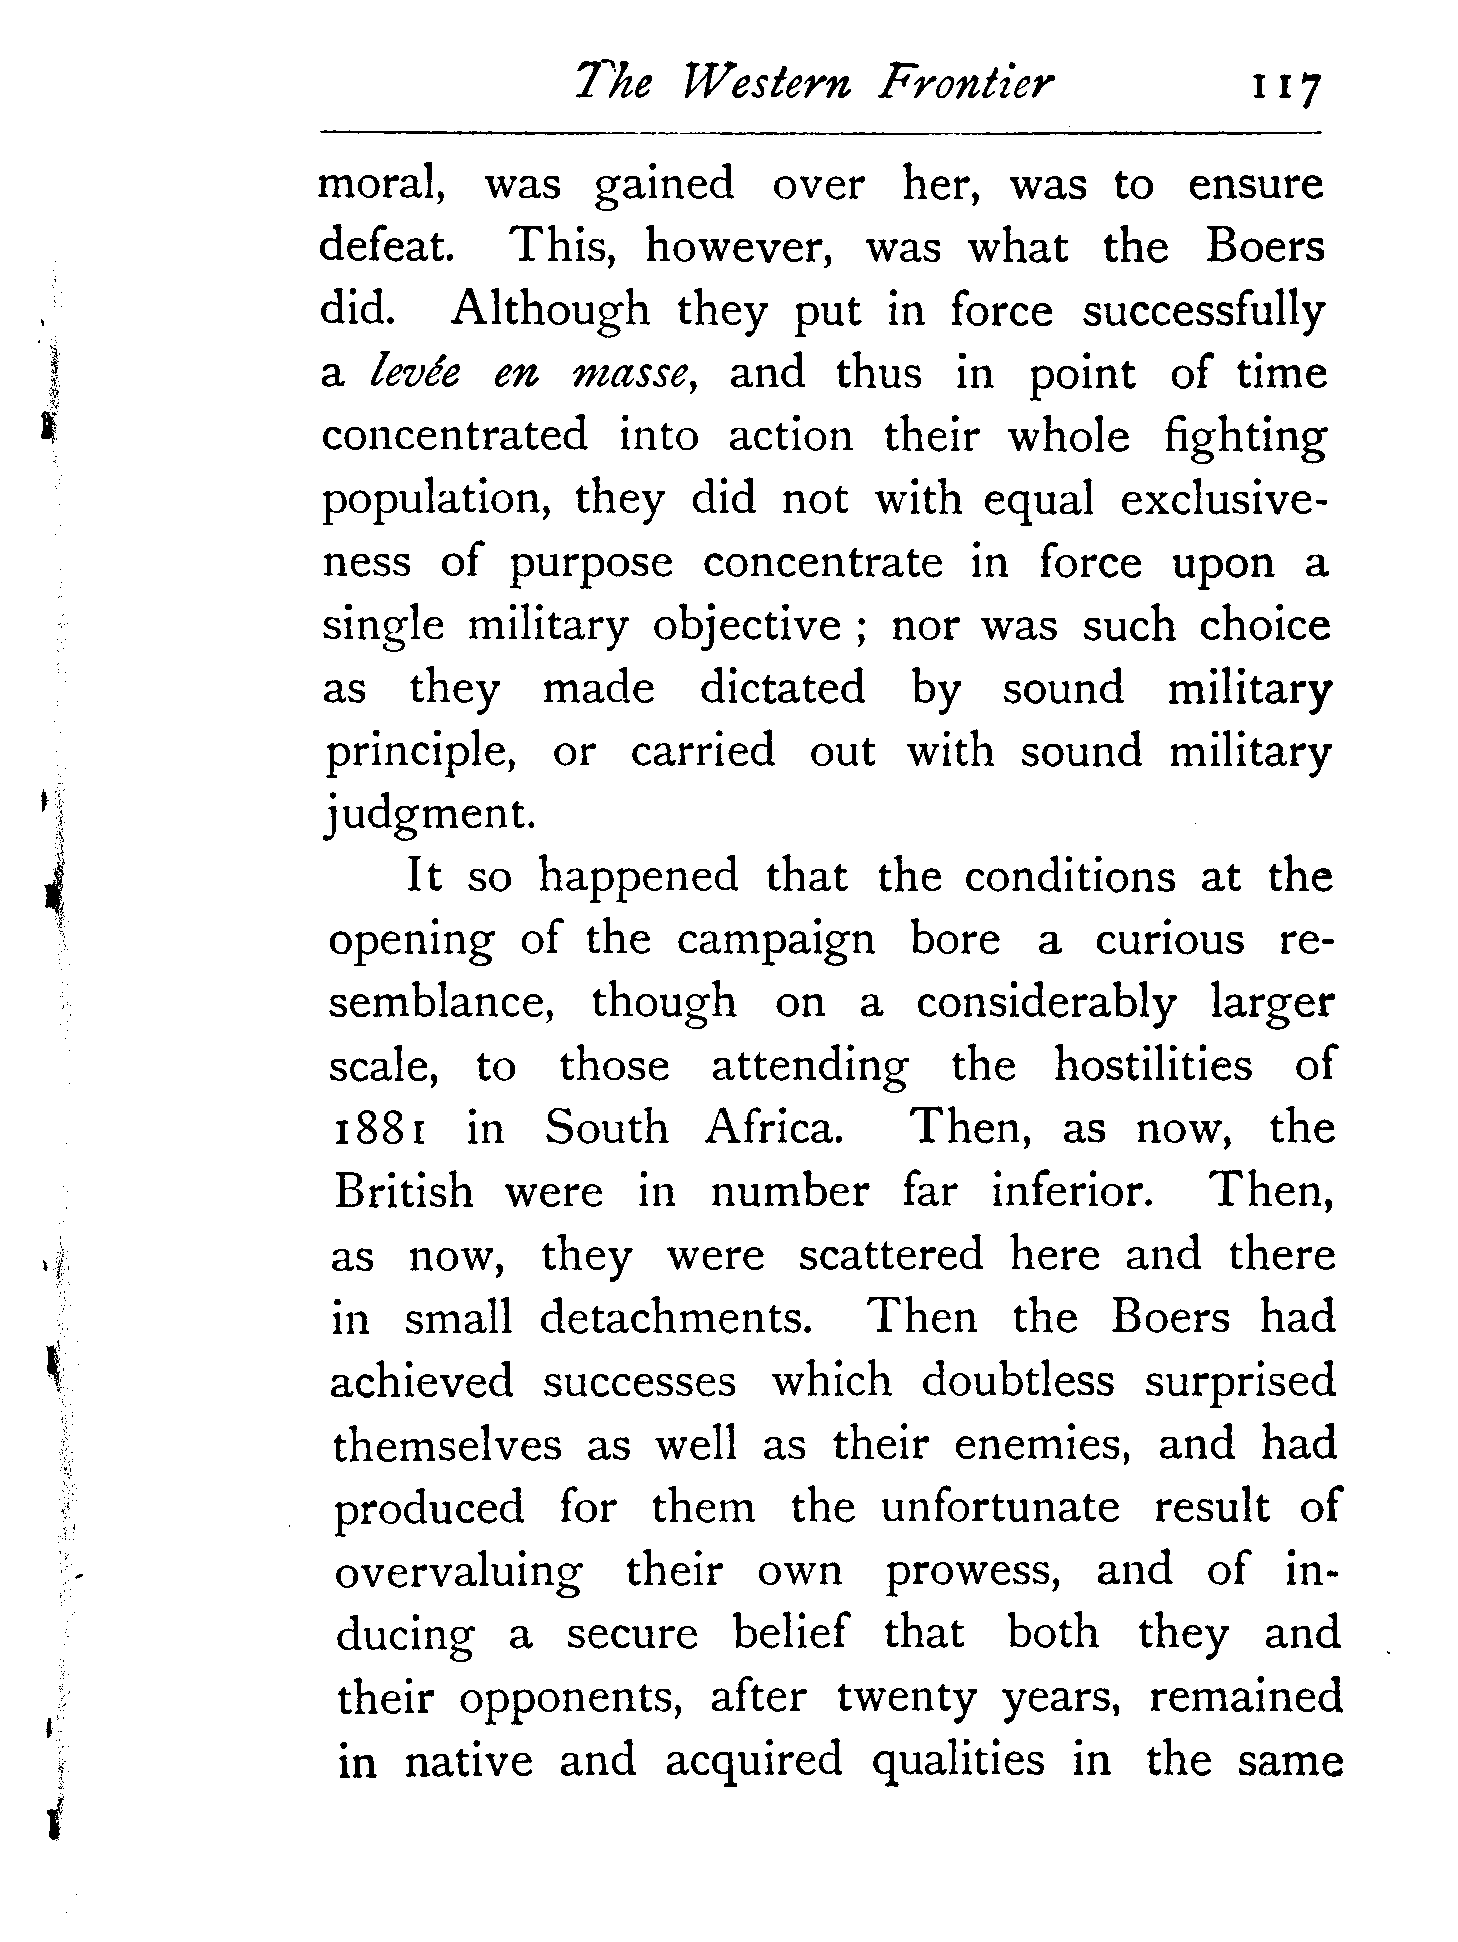 The Western Frontier 117
moral, was gained over her, was to ensure
defeat. This, however, was what the Boers
did. Although they put in force successfully
a levée en masse, and thus in point of time
concentrated into action their whole fighting
population, they did not with equal exclusive-
ness of purpose concentrate in force upon a
single military objective ; nor was such choice
as they made dictated by sound military
principle, or carried out with sound military
judgment.
It so happened that the conditions at the
opening of the campaign bore a curious re-
semblance, though on a considerably larger
scale, to those attending the hostilities of
1881 in South Africa. Then, as now, the
British were in number far inferior. Then,
as now, they were scattered here and there
in small detachments. Then the Boers had
achieved successes which doubtless surprised
themselves as well as their enemies, and had
produced for them the unfortunate result of
overvaluing their own prowess, and of in-
ducing a secure belief that both they and
their opponents, after twenty years, remained
in native and acquired qualities in the same